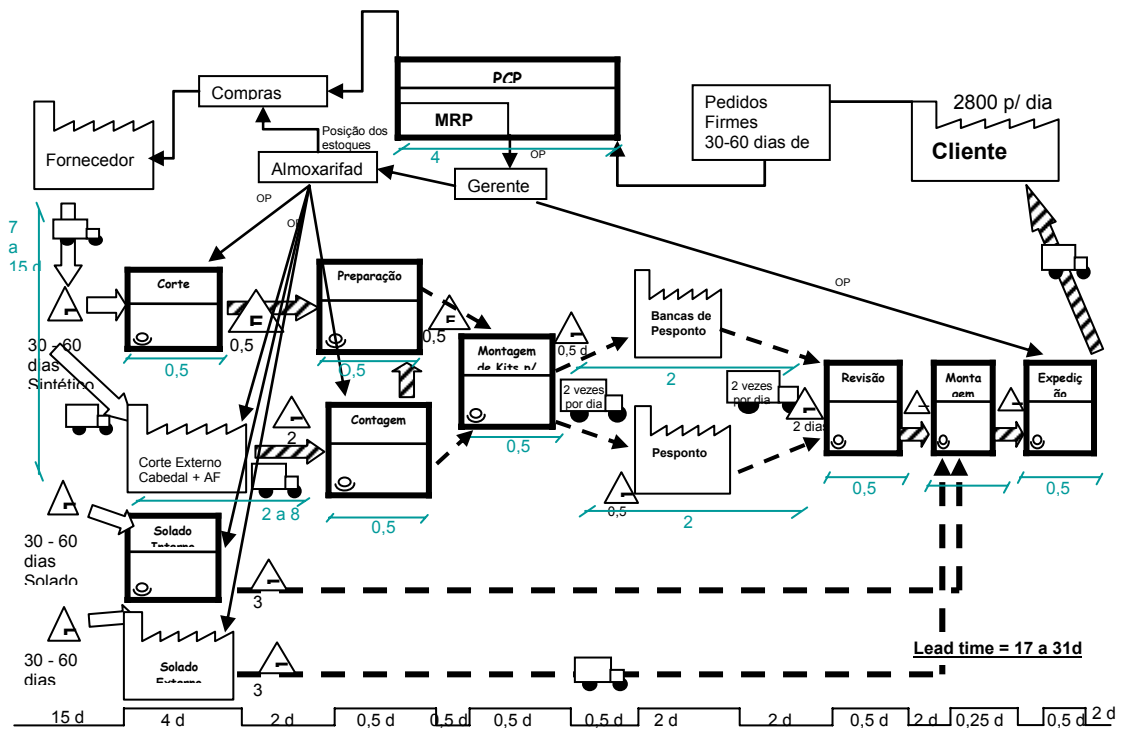 PCP
MRP
4
Compras
Posição dos
estoques
Almoxarifad
OP
Gerente
Fornecedor
Pedidos
Firmes
30-60 dias de
2800 p/ dia
Cliente
OP
OP
OP
7
a
15 d
30 - 60
dias
Sintético
Corte
0,5
0,5
Preparação
0,5
0,5
Montagem
de Kits p/
0,5
0,5 d
Bancas de
Pesponto
2
2 vezes
por dia
2 vezes
por dia
Pesponto
0,5
2
2 dias
Revisão
0,5
Monta
gem
Expediç
ão
0,5
Corte Externo
Cabedal + AF
2 a 8
2
Contagem
0,5
30 - 60
dias
Solado
Solado
Interno
3
30 - 60
dias
Solado
Externo
3
Lead time = 17 a 31d
15 d
4 d
2 d
0,5 d
0,5 d
0,5 d
0,5 d
2 d
2 d
0,5 d
2 d
0,25 d
0,5 d
2 d